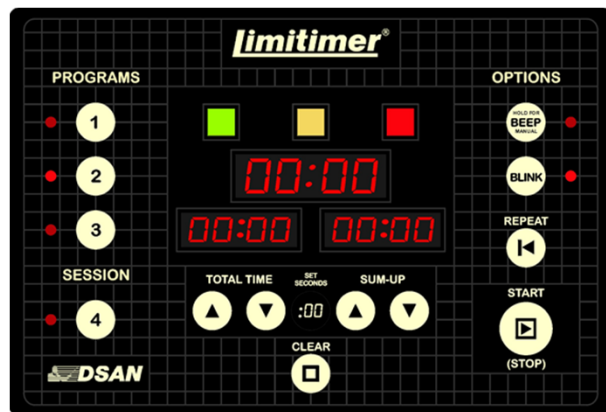 Limitimer®
PROGRAMS
OPTIONS
1
HOLD FOR
BEEP
MANUAL
2
BLINK
00:00
3
00:00 00:00
REPEAT
SESSION
TOTAL TIME
SET
SECONDS
SUM-UP
4
:00
START
(STOP)
CLEAR
DSAN